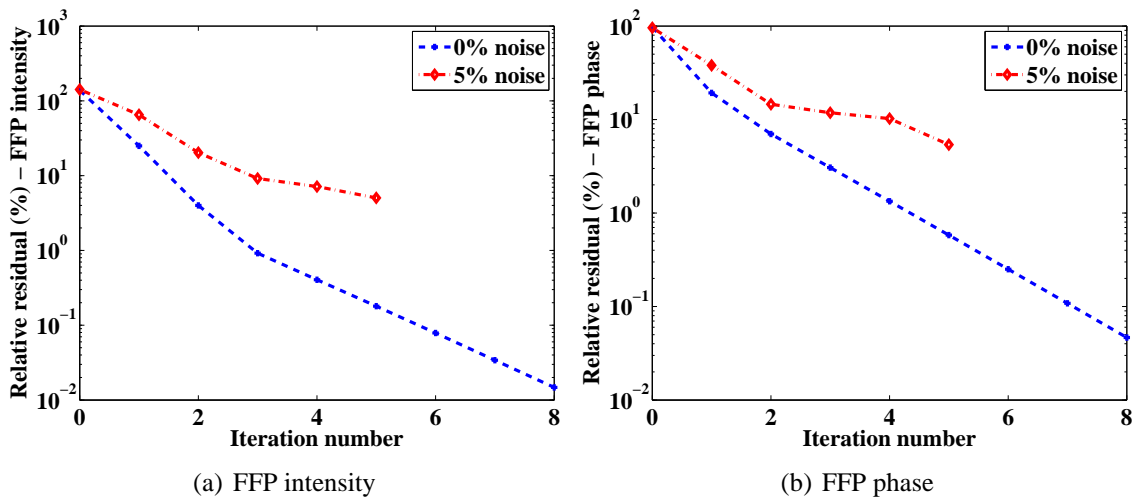 Relative residual (%) – FFP intensity
10^3
10^2
10^1
10^0
10^−1
10^−2
0% noise
5% noise
0 2 4 6 8
Iteration number
(a) FFP intensity
Relative residual (%) – FFP phase
10^2
10^1
10^0
10^−1
10^−2
0% noise
5% noise
0 2 4 6 8
Iteration number
(b) FFP phase